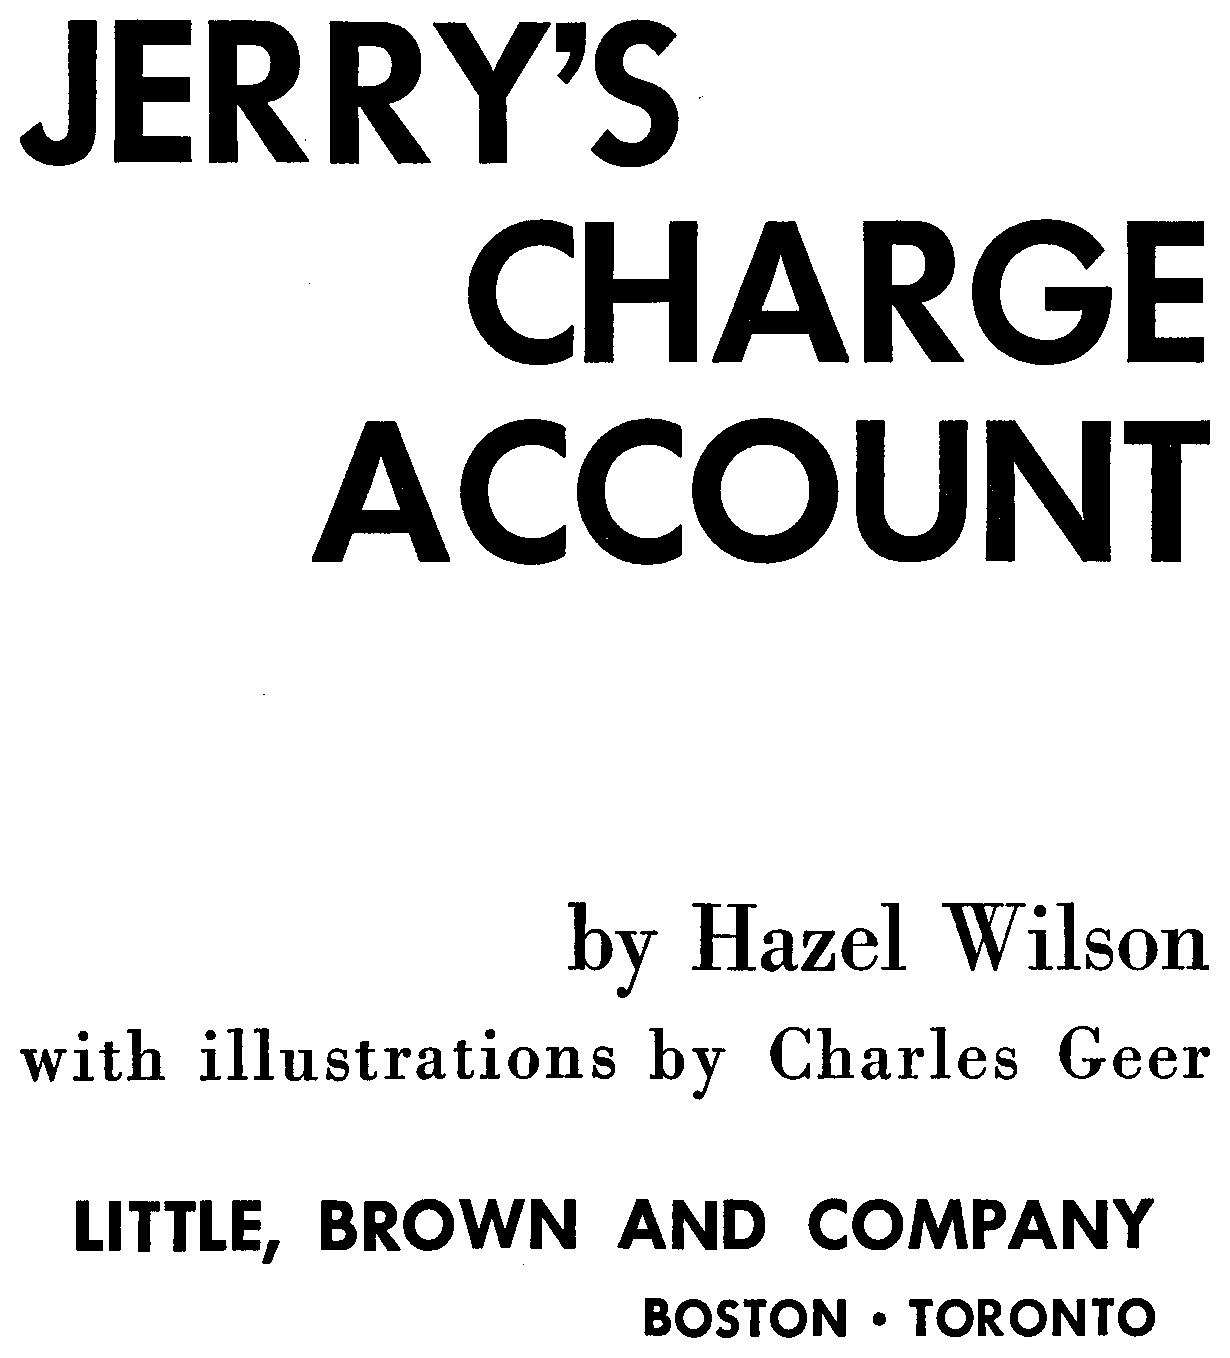 JERRY'S
CHARGE
ACCOUNT
by Hazel Wilson
with illustrations by Charles Geer
LITTLE, BROWN AND COMPANY
BOSTON • TORONTO